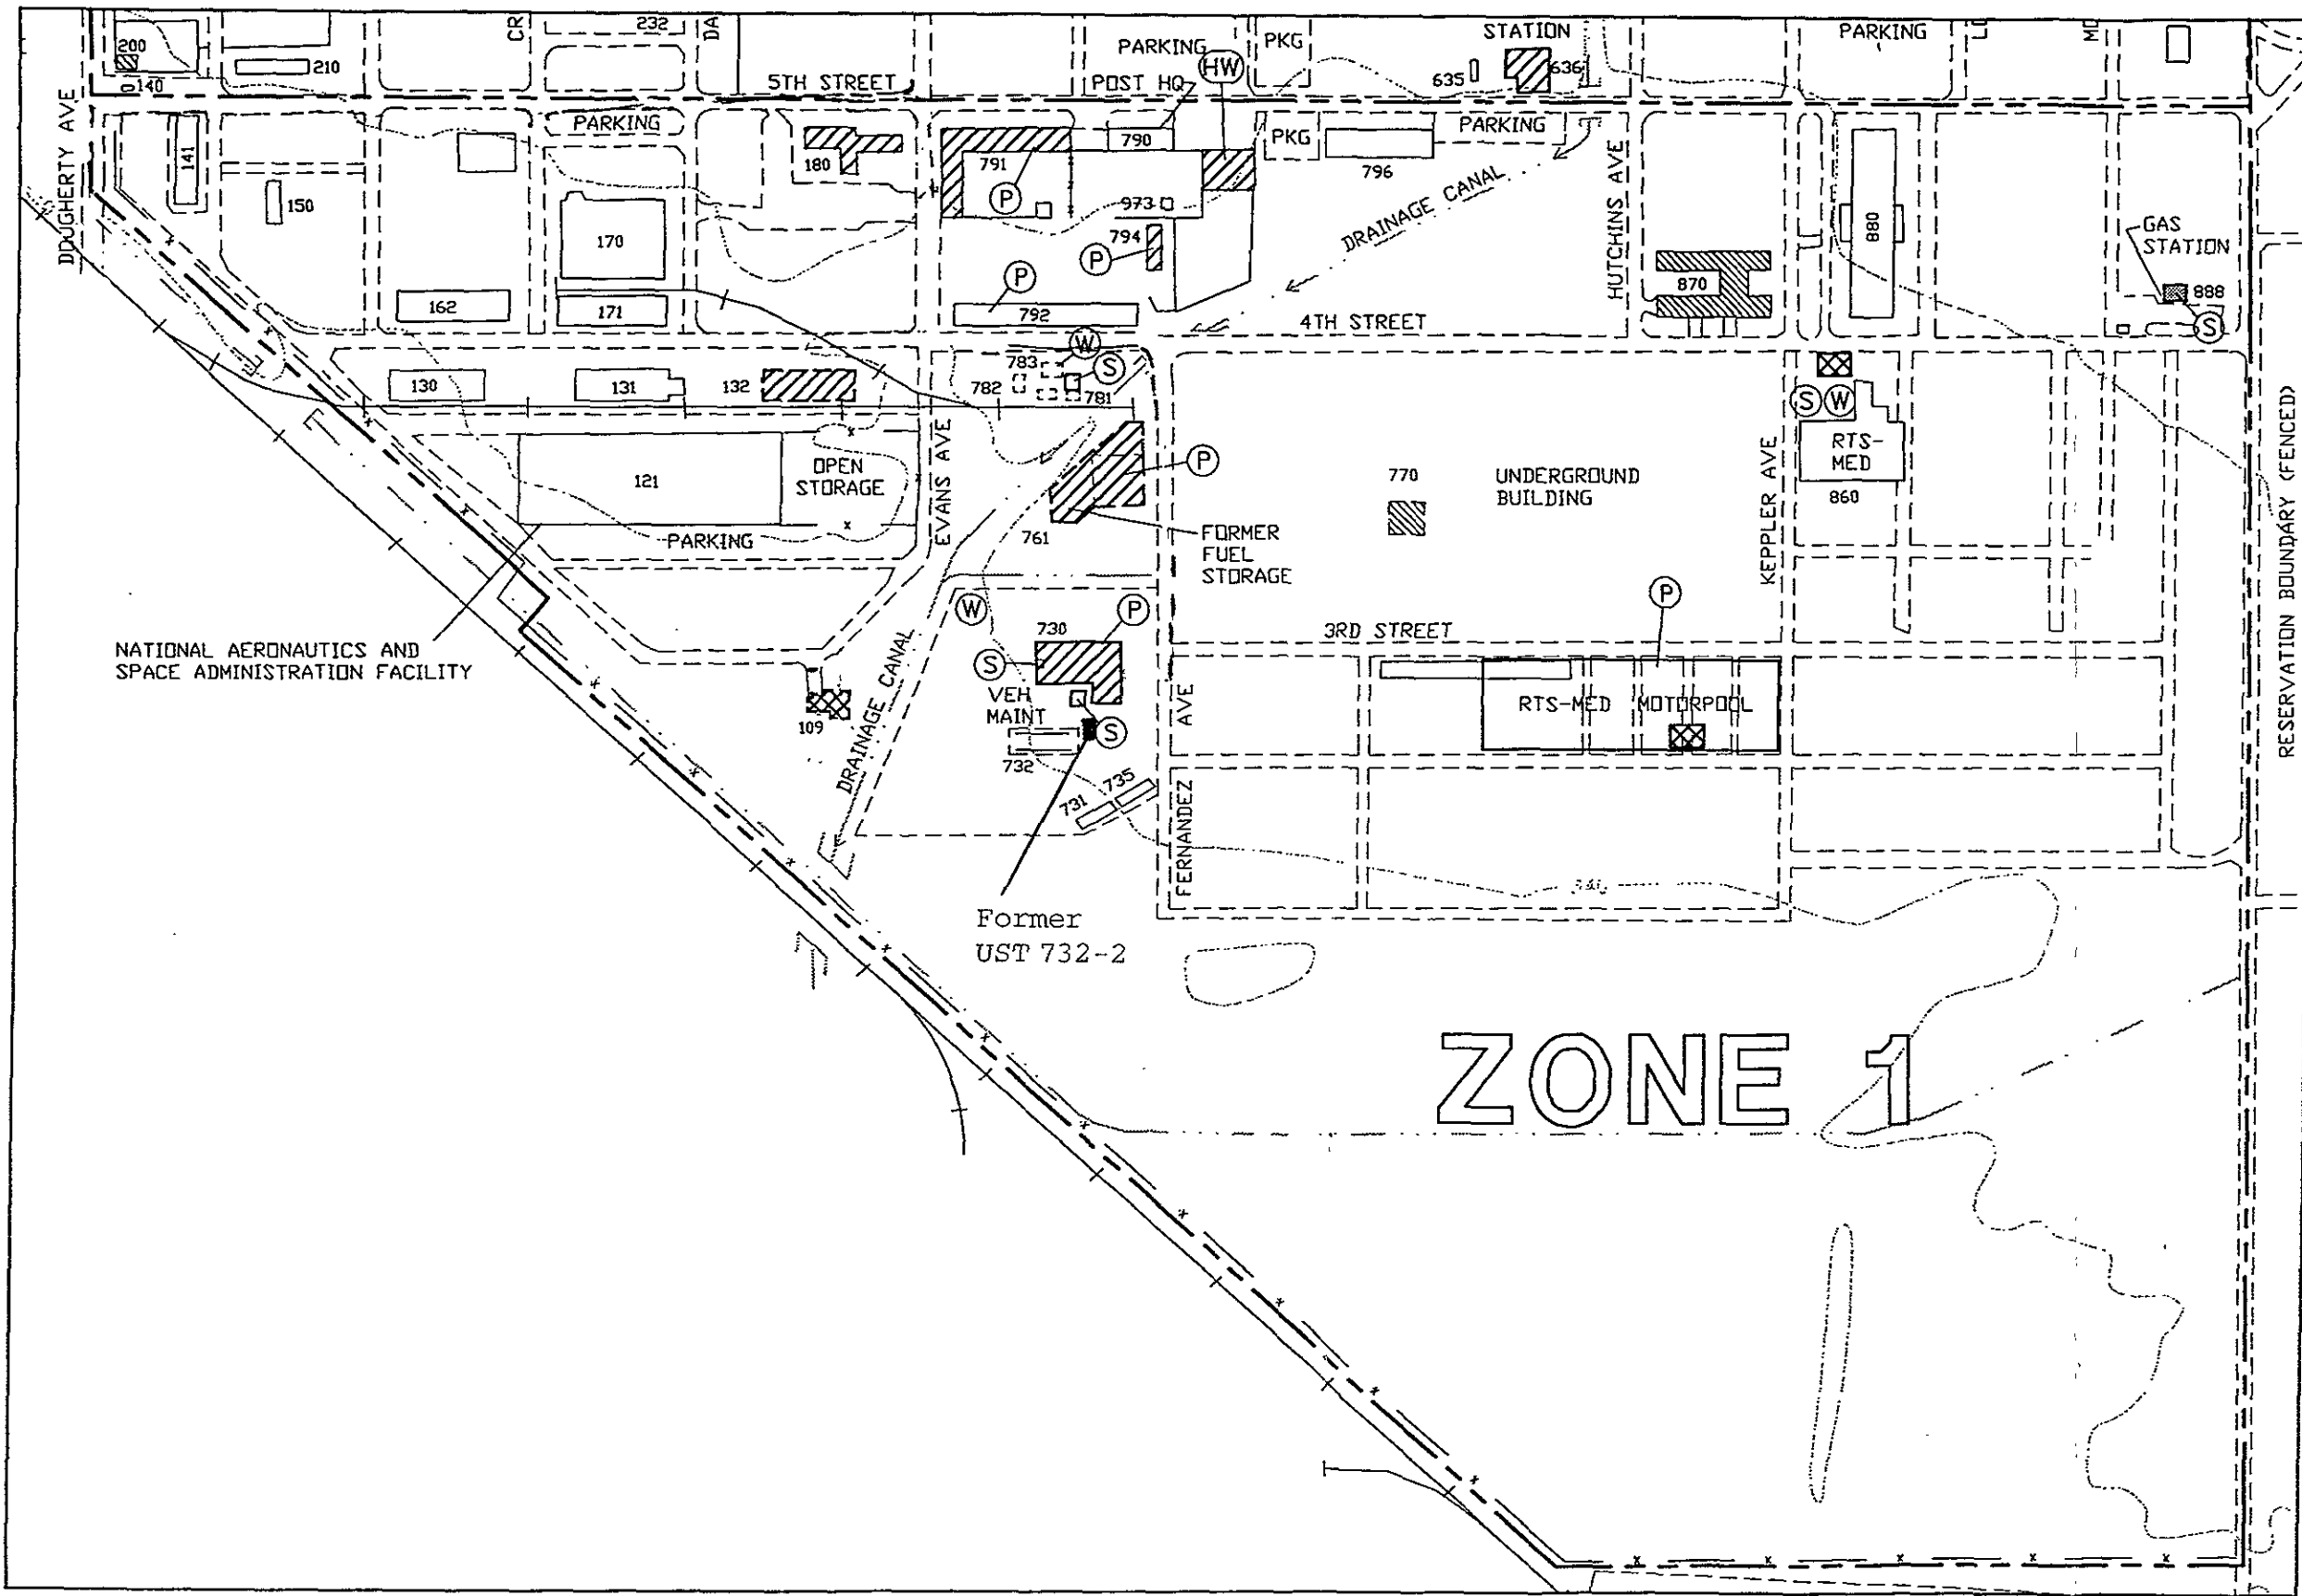 200
140
210
232
DA
PARKING
HW
PKG
STATION
635
636
PARKING
5TH STREET
POST HQ
DOUGHERTY AVE
141
150
PARKING
180
791
P
790
973
794
P
PKG
PARKING
796
DRAINAGE CANAL
HUTCHINS AVE
870
880
GAS
STATION
888
S
170
162
171
P
792
4TH STREET
783
W
S
782
781
130
131
132
121
OPEN
STORAGE
EVANS AVE
P
761
FORMER
FUEL
STORAGE
770
UNDERGROUND
BUILDING
KEPPLER AVE
S
W
RTS-
MED
860
RESERVATION BOUNDARY (FENCED)
PARKING
NATIONAL AERONAUTICS AND
SPACE ADMINISTRATION FACILITY
W
P
730
S
VEH
MAINT
S
732
109
DRAINAGE CANAL
731
735
FERNANDEZ AVE
3RD STREET
P
RTS-MED MOTORPOOL
Former
UST 732-2
ZONE 1